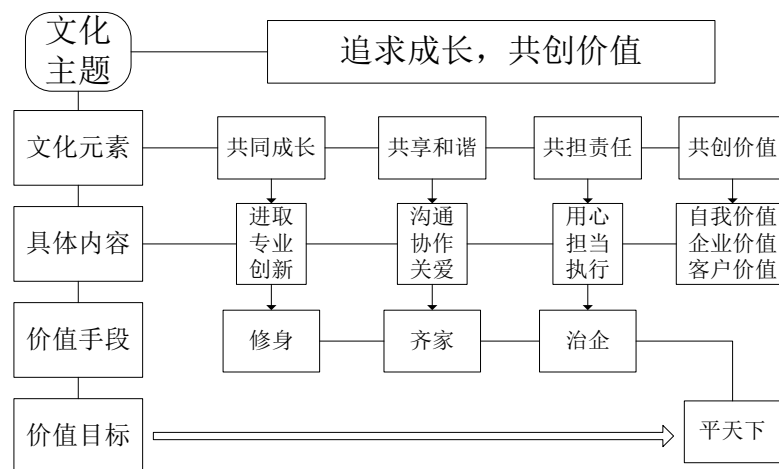 文化
主题
追求成长，共创价值
文化元素
共同成长
共享和谐
共担责任
共创价值
具体内容
进取
专业
创新
沟通
协作
关爱
用心
担当
执行
自我价值
企业价值
客户价值
价值手段
修身
齐家
治企
价值目标
平天下